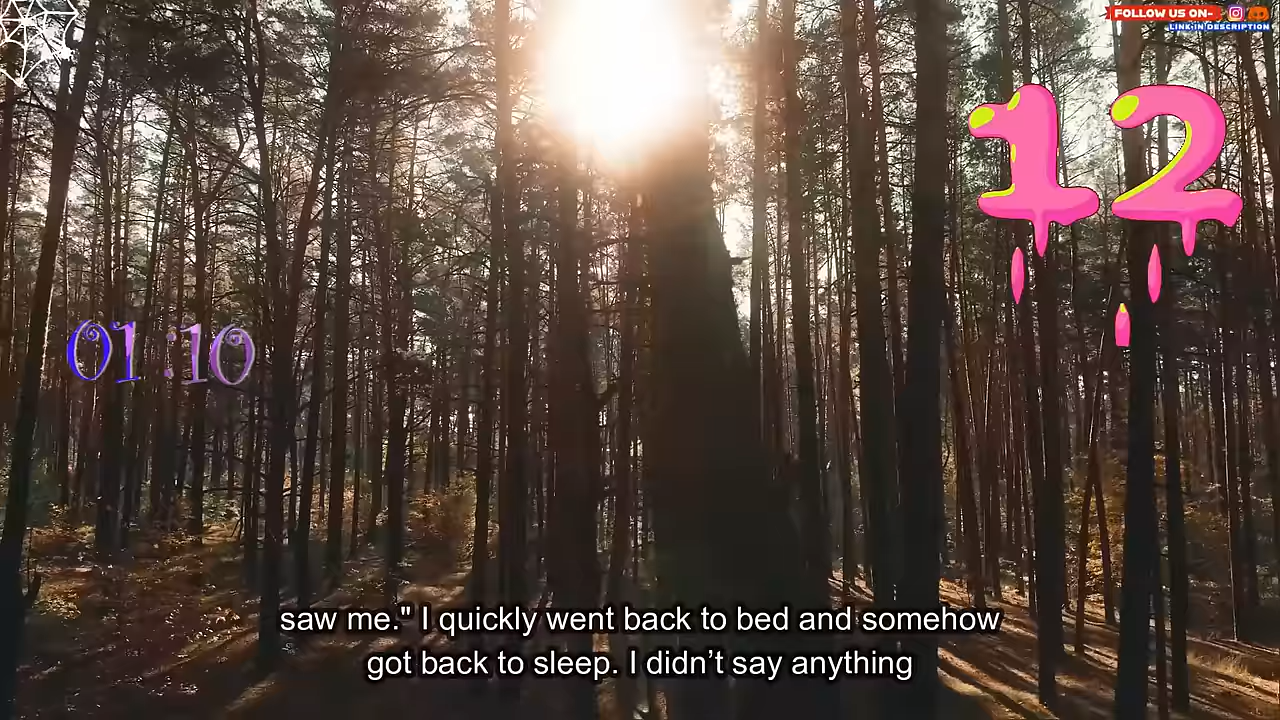 FOLLOW US ON-
LINK IN DESCRIPTION
12
01:10
saw me." I quickly went back to bed and somehow
got back to sleep. I didn’t say anything